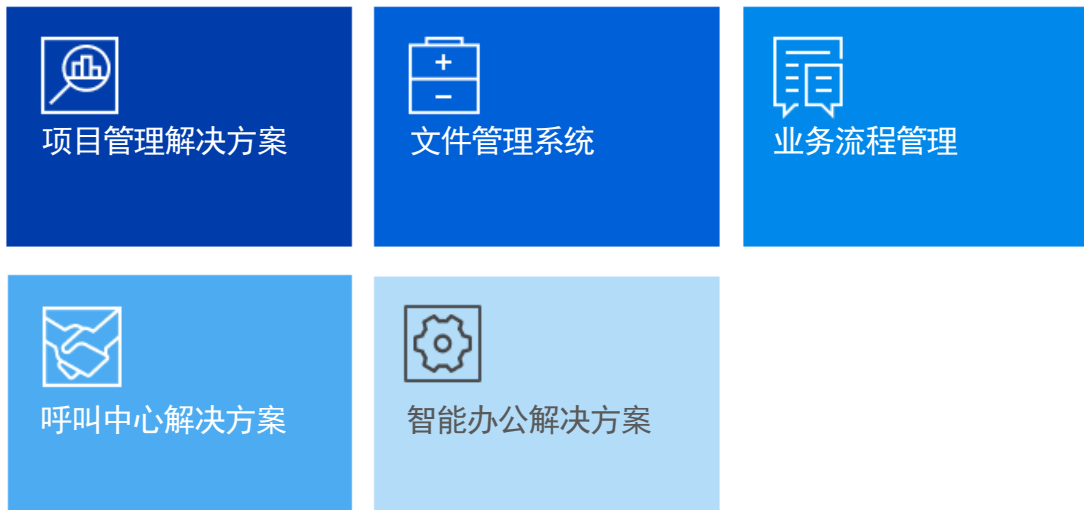 项目管理解决方案
文件管理系统
业务流程管理
呼叫中心解决方案
智能办公解决方案